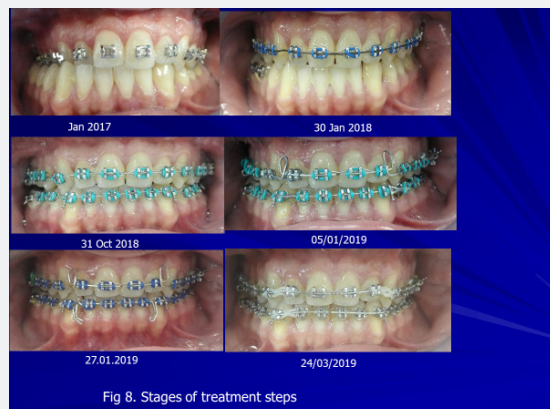 Jan 2017
30 Jan 2018
31 Oct 2018
05/01/2019
27.01.2019
24/03/2019
Fig 8. Stages of treatment steps